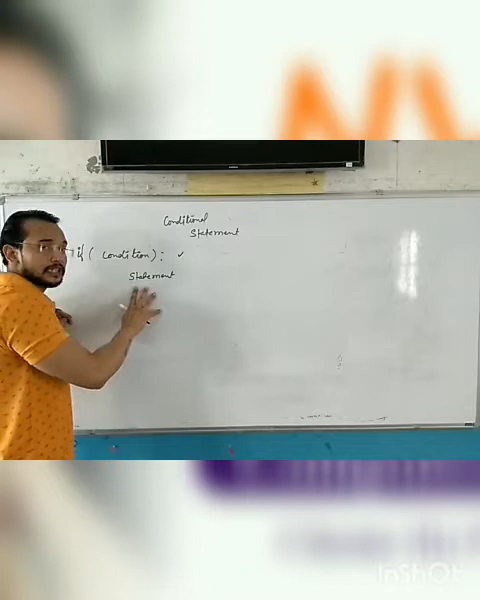 Conditional
Statement
if ( condition) : ✓
Statement
InShOt